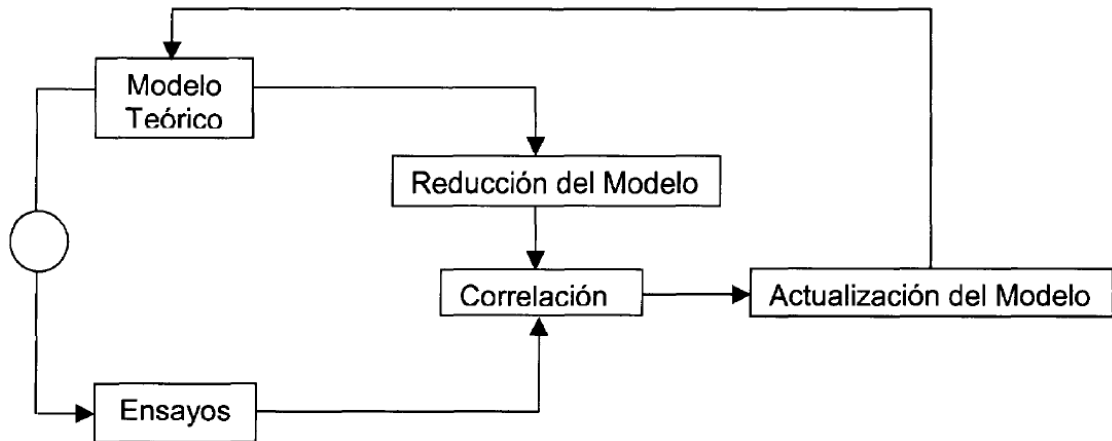 Modelo
Teórico
Reducción del Modelo
Correlación
Actualización del Modelo
Ensayos